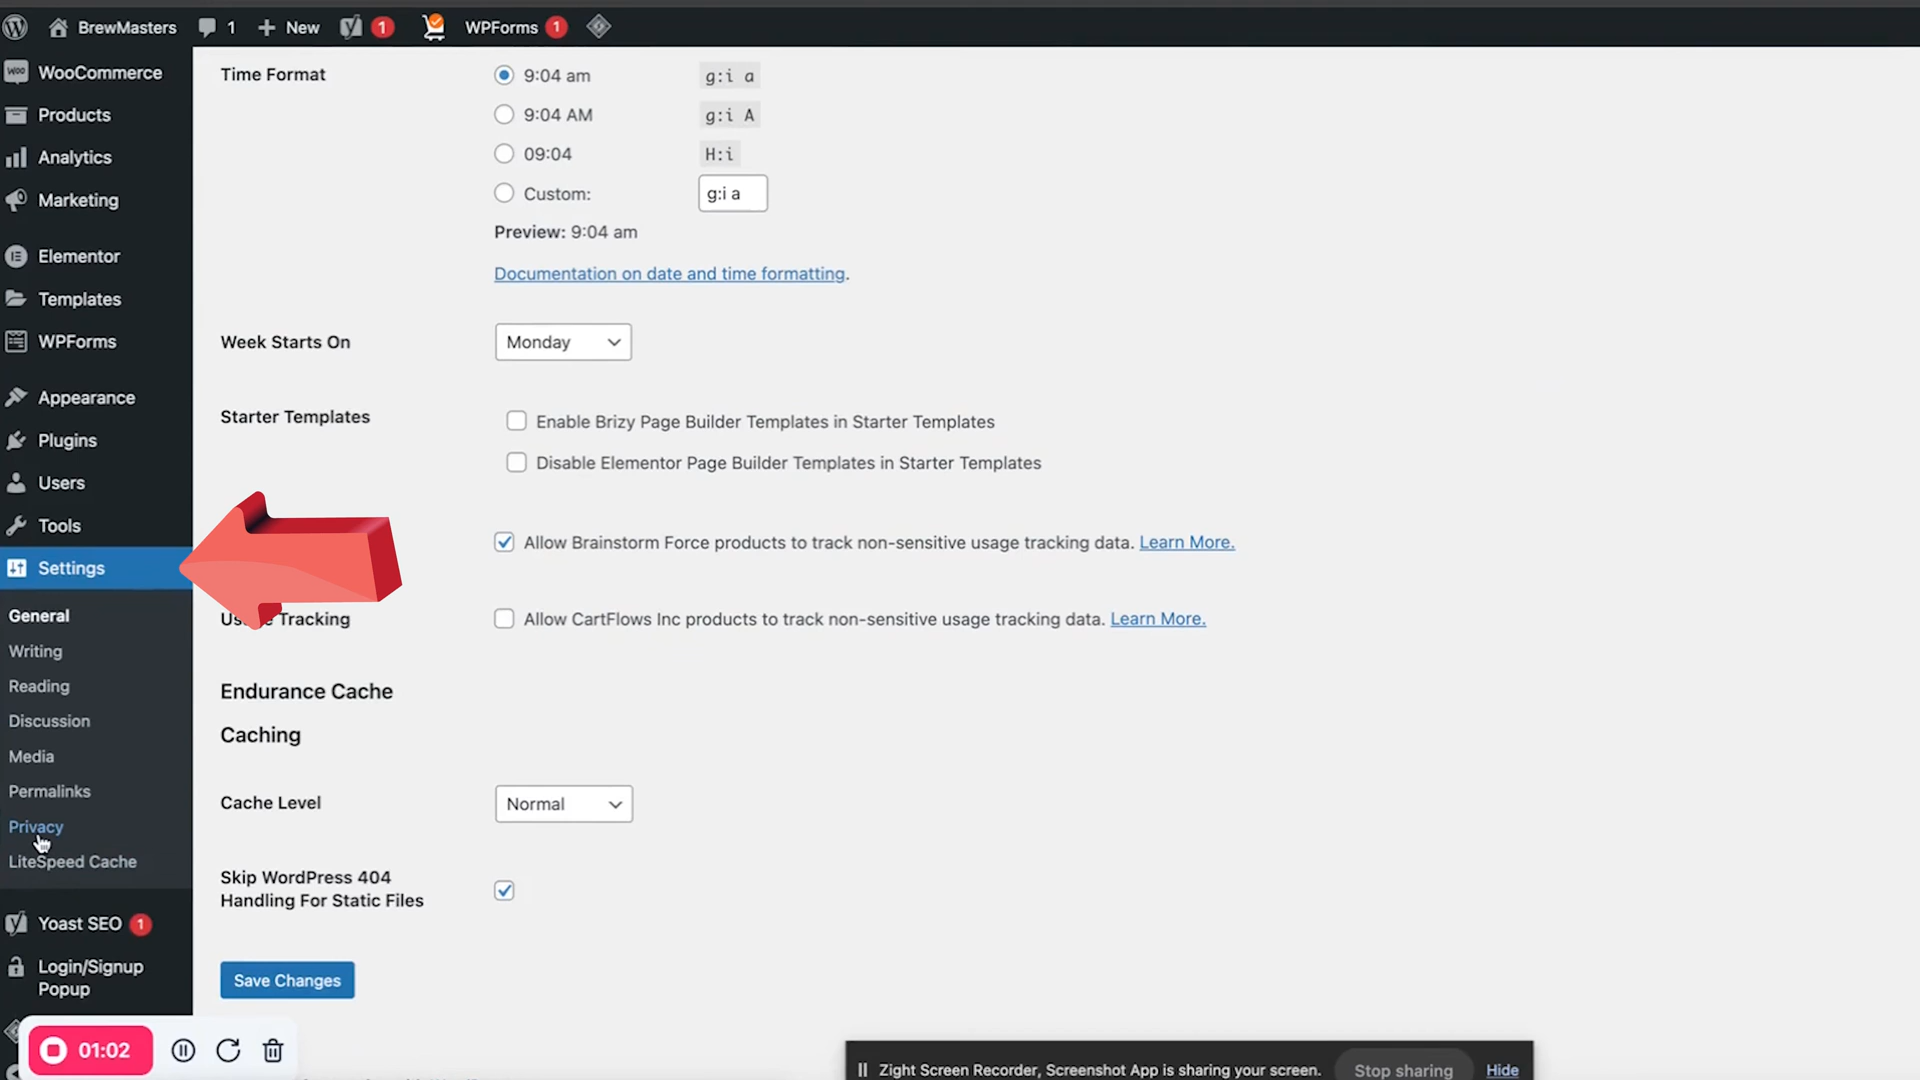 BrewMasters 1 New 1 WPForms 1
WooCommerce
Products
Analytics
Marketing
Elementor
Templates
WPForms
Appearance
Plugins
Users
Tools
Settings
General
Writing
Reading
Discussion
Media
Permalinks
Privacy
LiteSpeed Cache
Yoast SEO 1
Login/Signup
Popup
Time Format
9:04 am g:i a
9:04 AM g:i A
09:04 H:i
Custom: g:i a
Preview: 9:04 am
Documentation on date and time formatting.
Week Starts On Monday
Starter Templates
Enable Brizy Page Builder Templates in Starter Templates
Disable Elementor Page Builder Templates in Starter Templates
Allow Brainstorm Force products to track non-sensitive usage tracking data. Learn More.
Tracking Allow CartFlows Inc products to track non-sensitive usage tracking data. Learn More.
Endurance Cache
Caching
Cache Level Normal
Skip WordPress 404
Handling For Static Files
Save Changes
01:02
Zight Screen Recorder, Screenshot App is sharing your screen. Stop sharing Hide